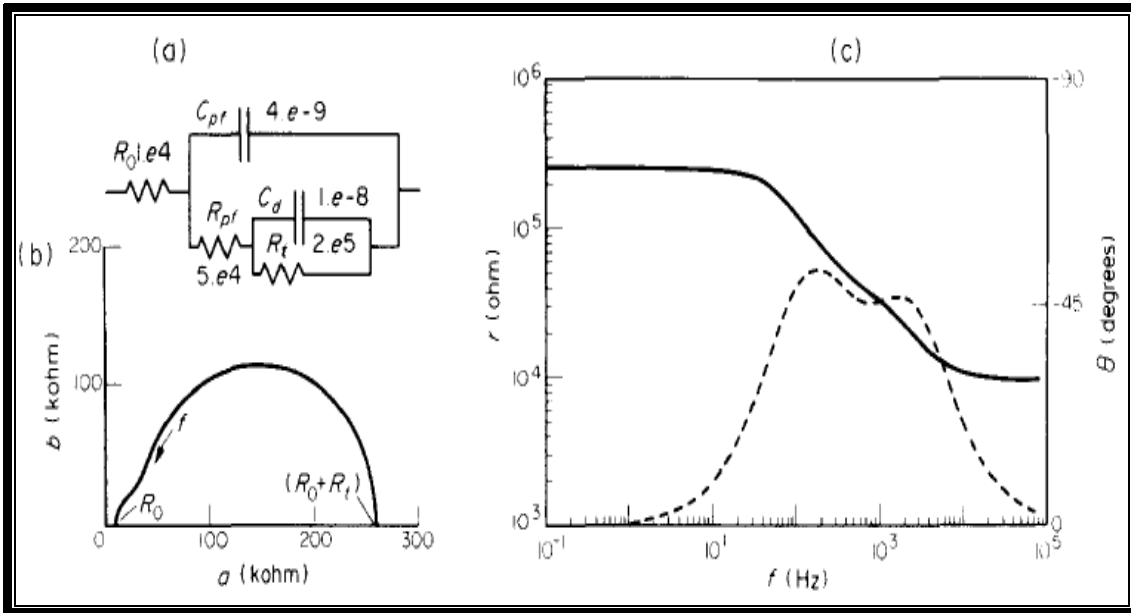 (a)
C_pf 4.e-9
R_0 1.e4
C_d 1.e-8
R_pf R_t 2.e5
5.e4
(b)
200
100
0 100 200 300
b (kohm)
a (kohm)
f
R_0
(R_0+R_t)
(c)
10^6
10^5
10^4
10^3
r (ohm)
10^-1 10^1 10^3 10^5
f (Hz)
-90
-45
0
θ (degrees)